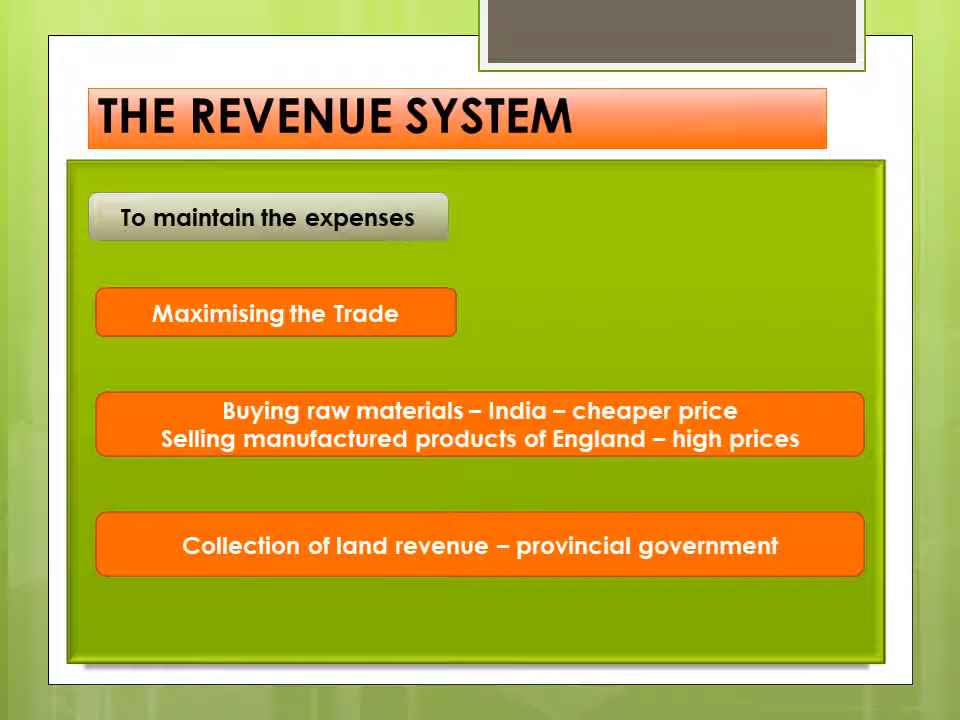 THE REVENUE SYSTEM
To maintain the expenses
Maximising the Trade
Buying raw materials – India – cheaper price
Selling manufactured products of England – high prices
Collection of land revenue – provincial government